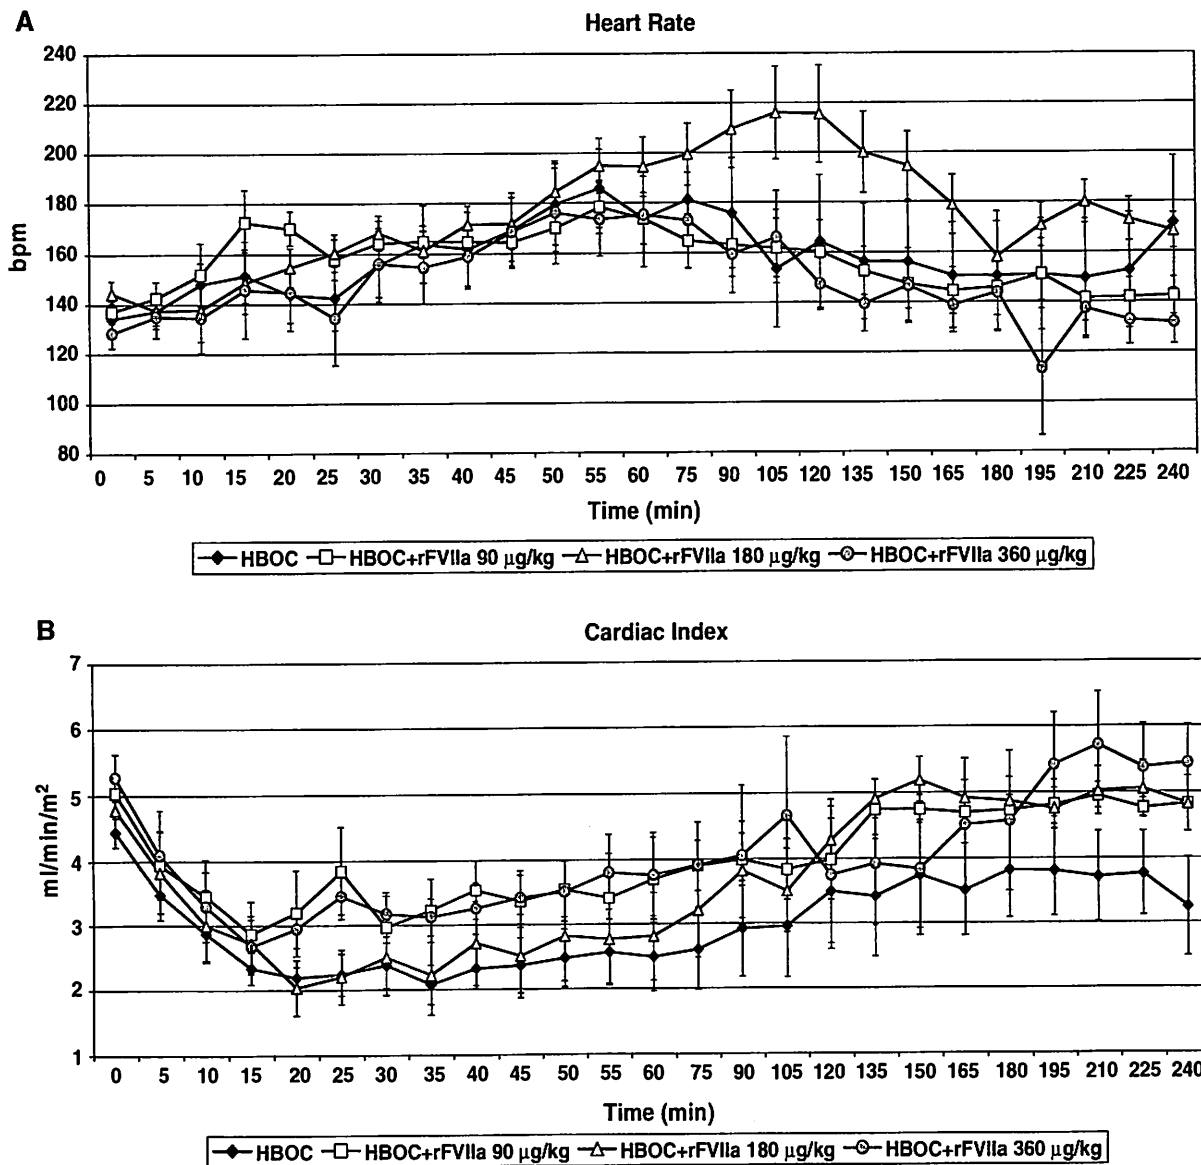 A
Heart Rate
240
220
200
180
160
140
120
100
80
bpm
0 5 10 15 20 25 30 35 40 45 50 55 60 75 90 105 120 135 150 165 180 195 210 225 240
Time (min)
HBOC HBOC+rFVIIa 90 µg/kg HBOC+rFVIIa 180 µg/kg HBOC+rFVIIa 360 µg/kg
B
Cardiac Index
7
6
5
4
3
2
1
ml/min/m²
0 5 10 15 20 25 30 35 40 45 50 55 60 75 90 105 120 135 150 165 180 195 210 225 240
Time (min)
HBOC HBOC+rFVIIa 90 µg/kg HBOC+rFVIIa 180 µg/kg HBOC+rFVIIa 360 µg/kg